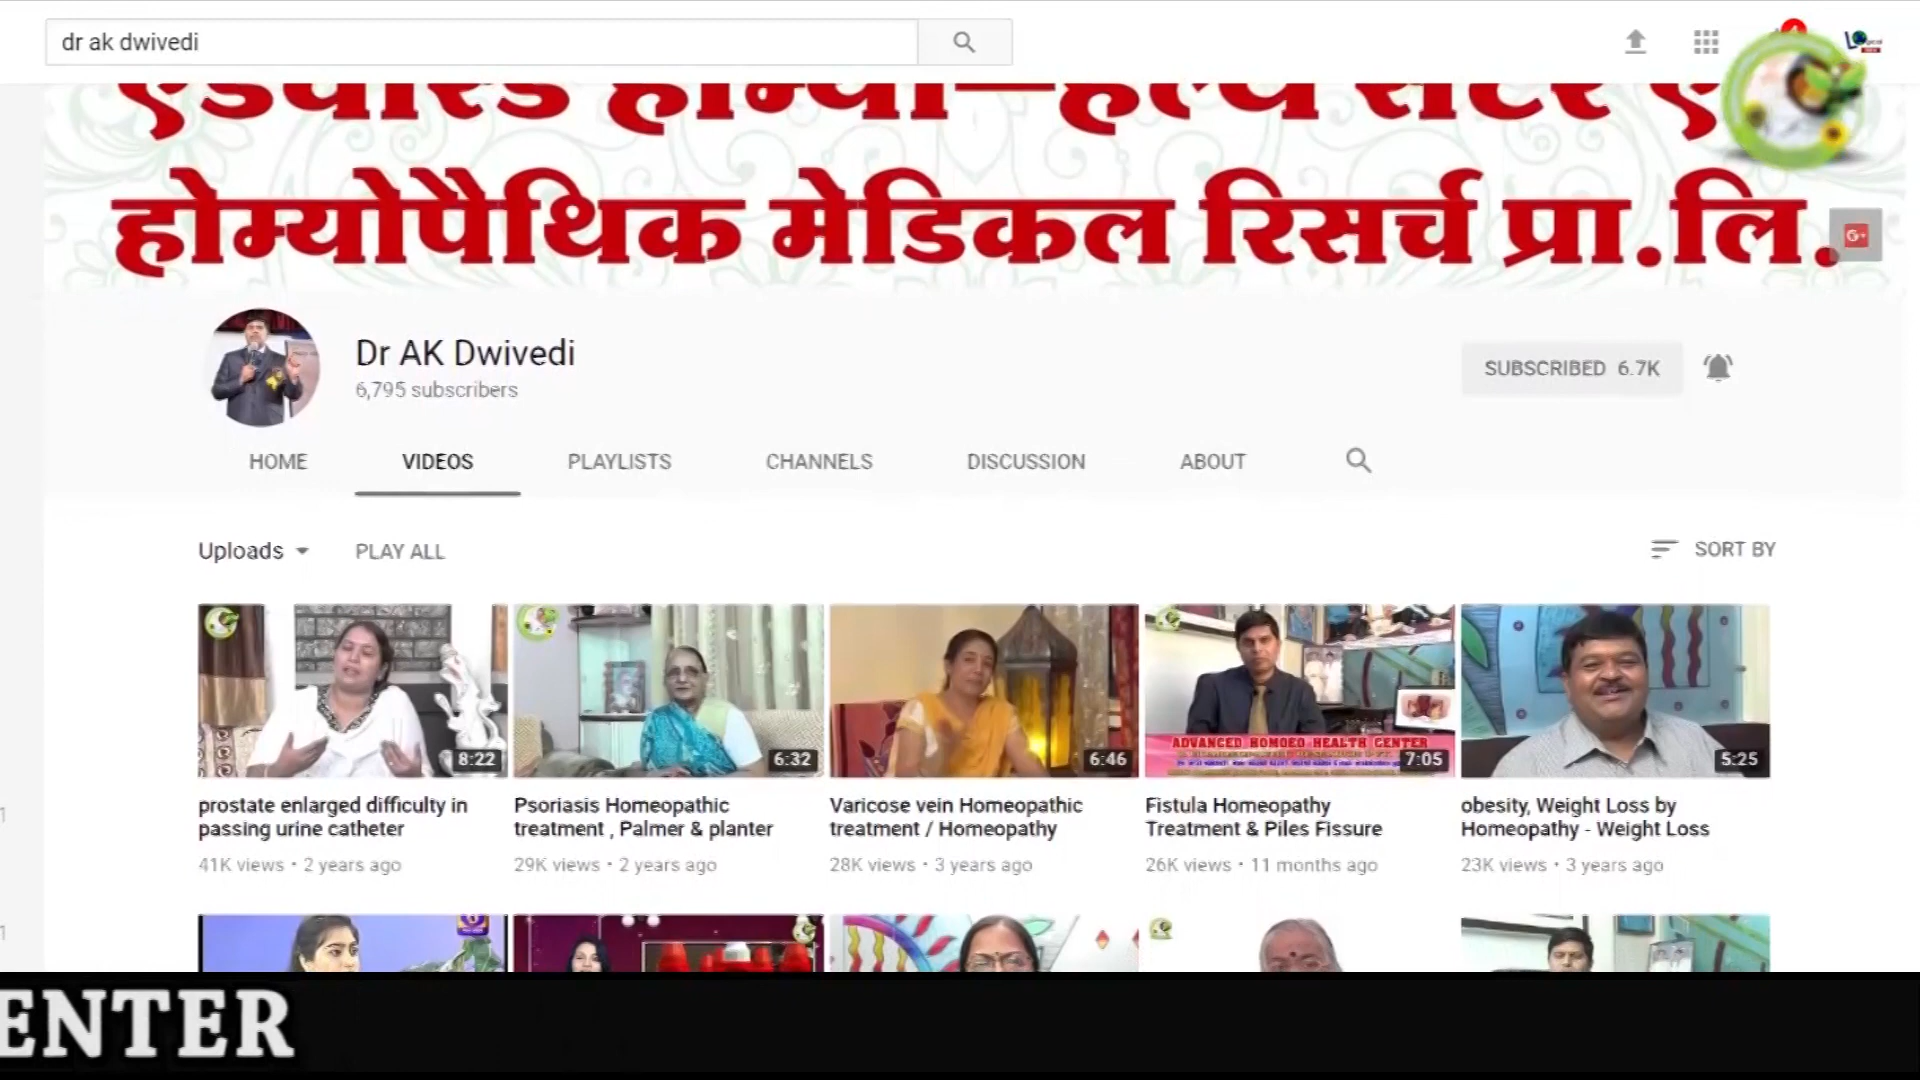 dr ak dwivedi
4
एडवांस्ड होम्यो-हेल्थ सेंटर एवं
होम्योपैथिक मेडिकल रिसर्च प्रा.लि.
G+
Dr AK Dwivedi
6,795 subscribers
SUBSCRIBED 6.7K
HOME VIDEOS PLAYLISTS CHANNELS DISCUSSION ABOUT
Uploads PLAY ALL SORT BY
ADVANCED HOMOEO HEALTH CENTER
8:22 6:32 6:46 7:05 5:25
prostate enlarged difficulty in
passing urine catheter
41K views • 2 years ago
Psoriasis Homeopathic
treatment , Palmer & planter
29K views • 2 years ago
Varicose vein Homeopathic
treatment / Homeopathy
28K views • 3 years ago
Fistula Homeopathy
Treatment & Piles Fissure
26K views • 11 months ago
obesity, Weight Loss by
Homeopathy - Weight Loss
23K views • 3 years ago
ENTER